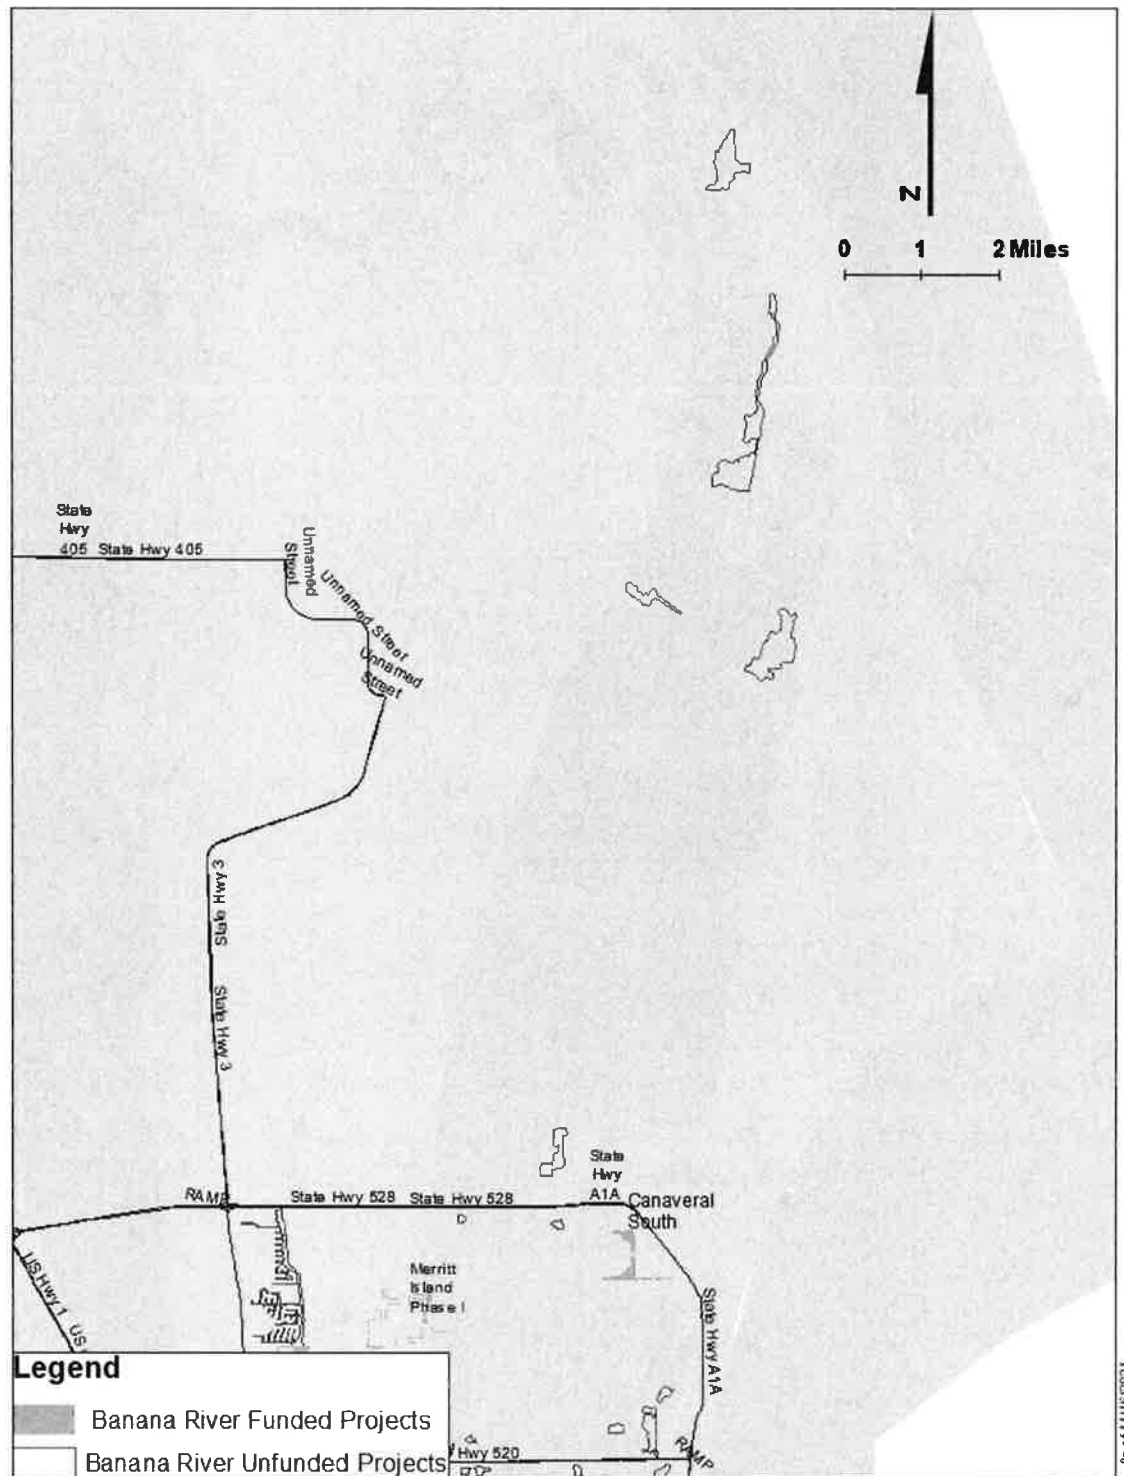 N
0 1 2 Miles
State
Hwy
405 State Hwy 405
Unnamed
Street
Unnamed Street
Unnamed
Street
State Hwy 3
State Hwy 3
State
Hwy
A1A
RAMP
State Hwy 528 State Hwy 528
Canaveral
South
US Hwy 1 US
Merritt
Island
Phase I
State Hwy A1A
Legend
Banana River Funded Projects
Banana River Unfunded Projects
Hwy 520
RAMP